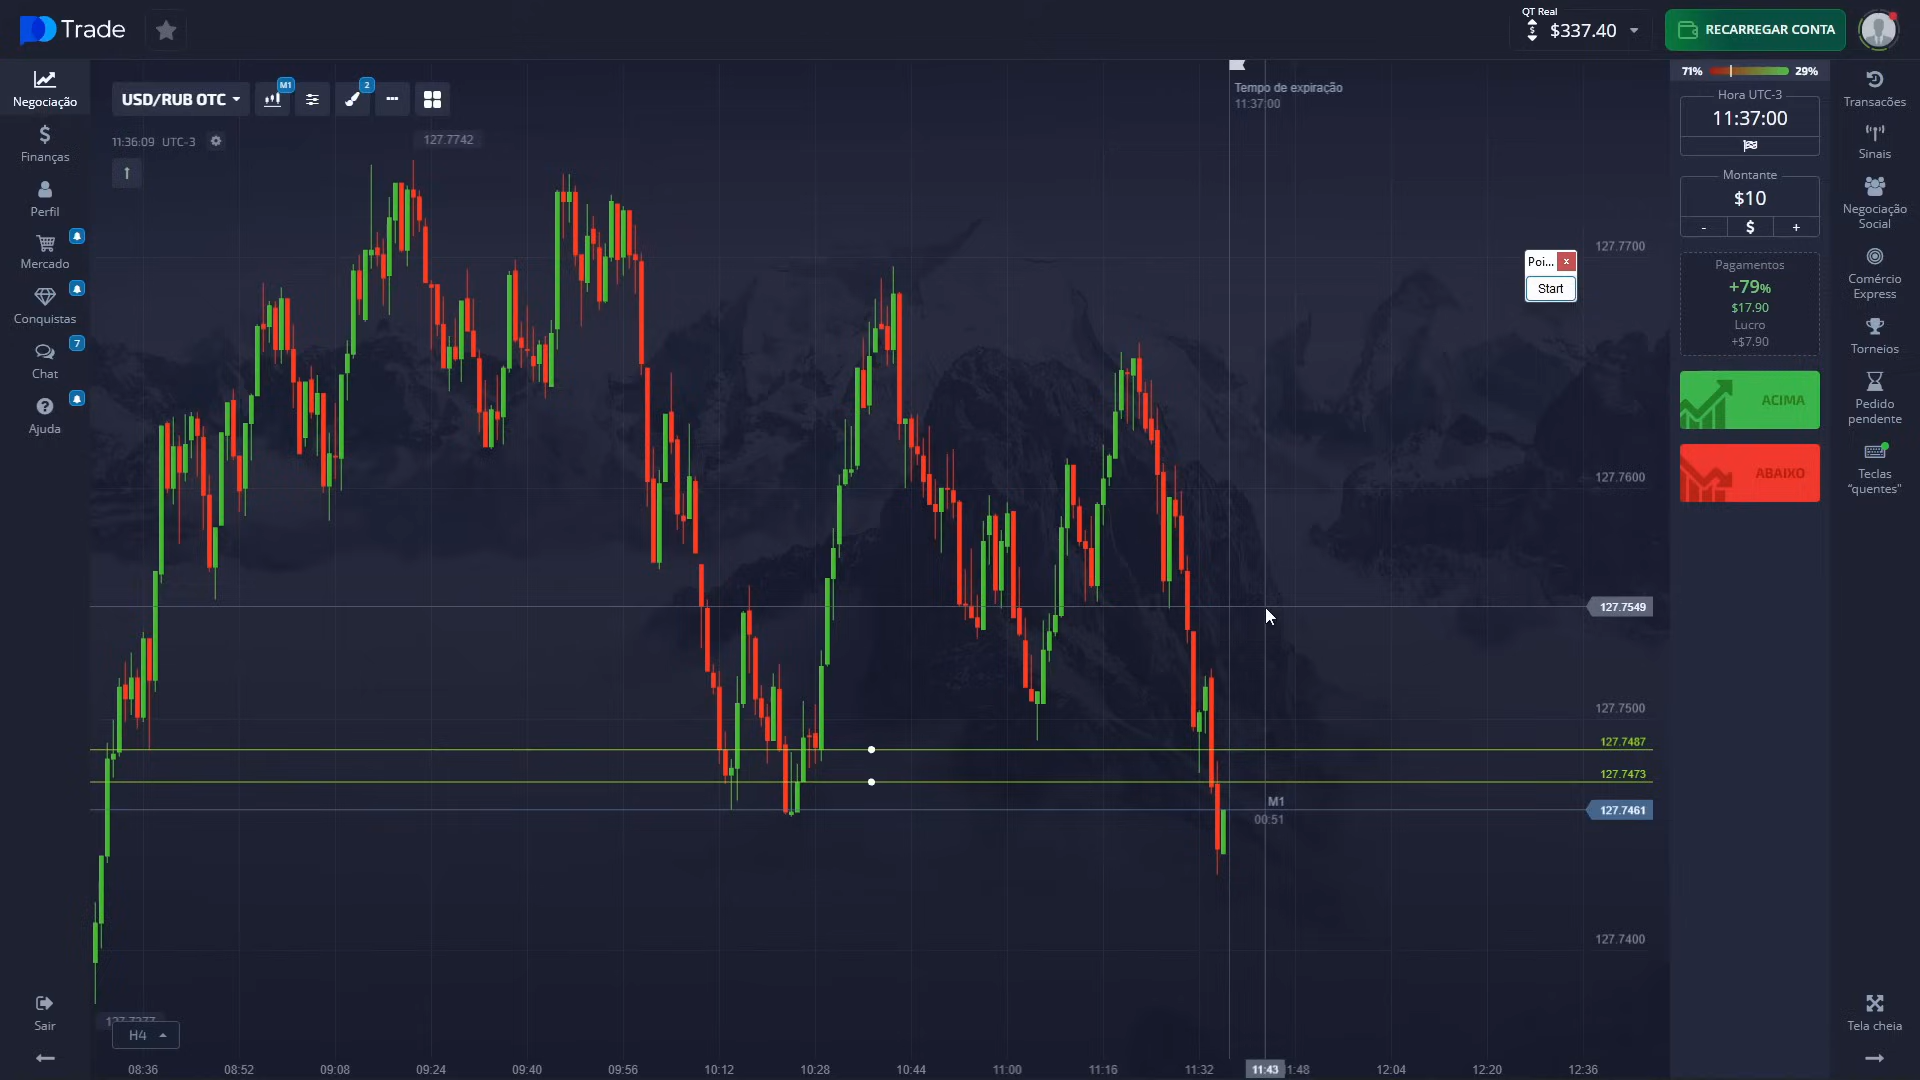 Trade
QT Real
$337.40
RECARREGAR CONTA
Negociação
Finanças
Perfil
Mercado
Conquistas
7
Chat
Ajuda
Sair
USD/RUB OTC
M1
2
11:36:09 UTC-3
127.7742
Tempo de expiração
11:37:00
127.7700
127.7600
127.7549
127.7500
127.7487
127.7473
127.7461
127.7400
M1
00:51
Poi... x
Start
H4
08:36 08:52 09:08 09:24 09:40 09:56 10:12 10:28 10:44 11:00 11:16 11:32 11:43 1:48 12:04 12:20 12:36
71% 29%
Hora UTC-3
11:37:00
Montante
$10
- $ +
Pagamentos
+79%
$17.90
Lucro
+$7.90
ACIMA
ABAIXO
Transacões
Sinais
Negociação
Social
Comércio
Express
Torneios
Pedido
pendente
Teclas
“quentes”
Tela cheia